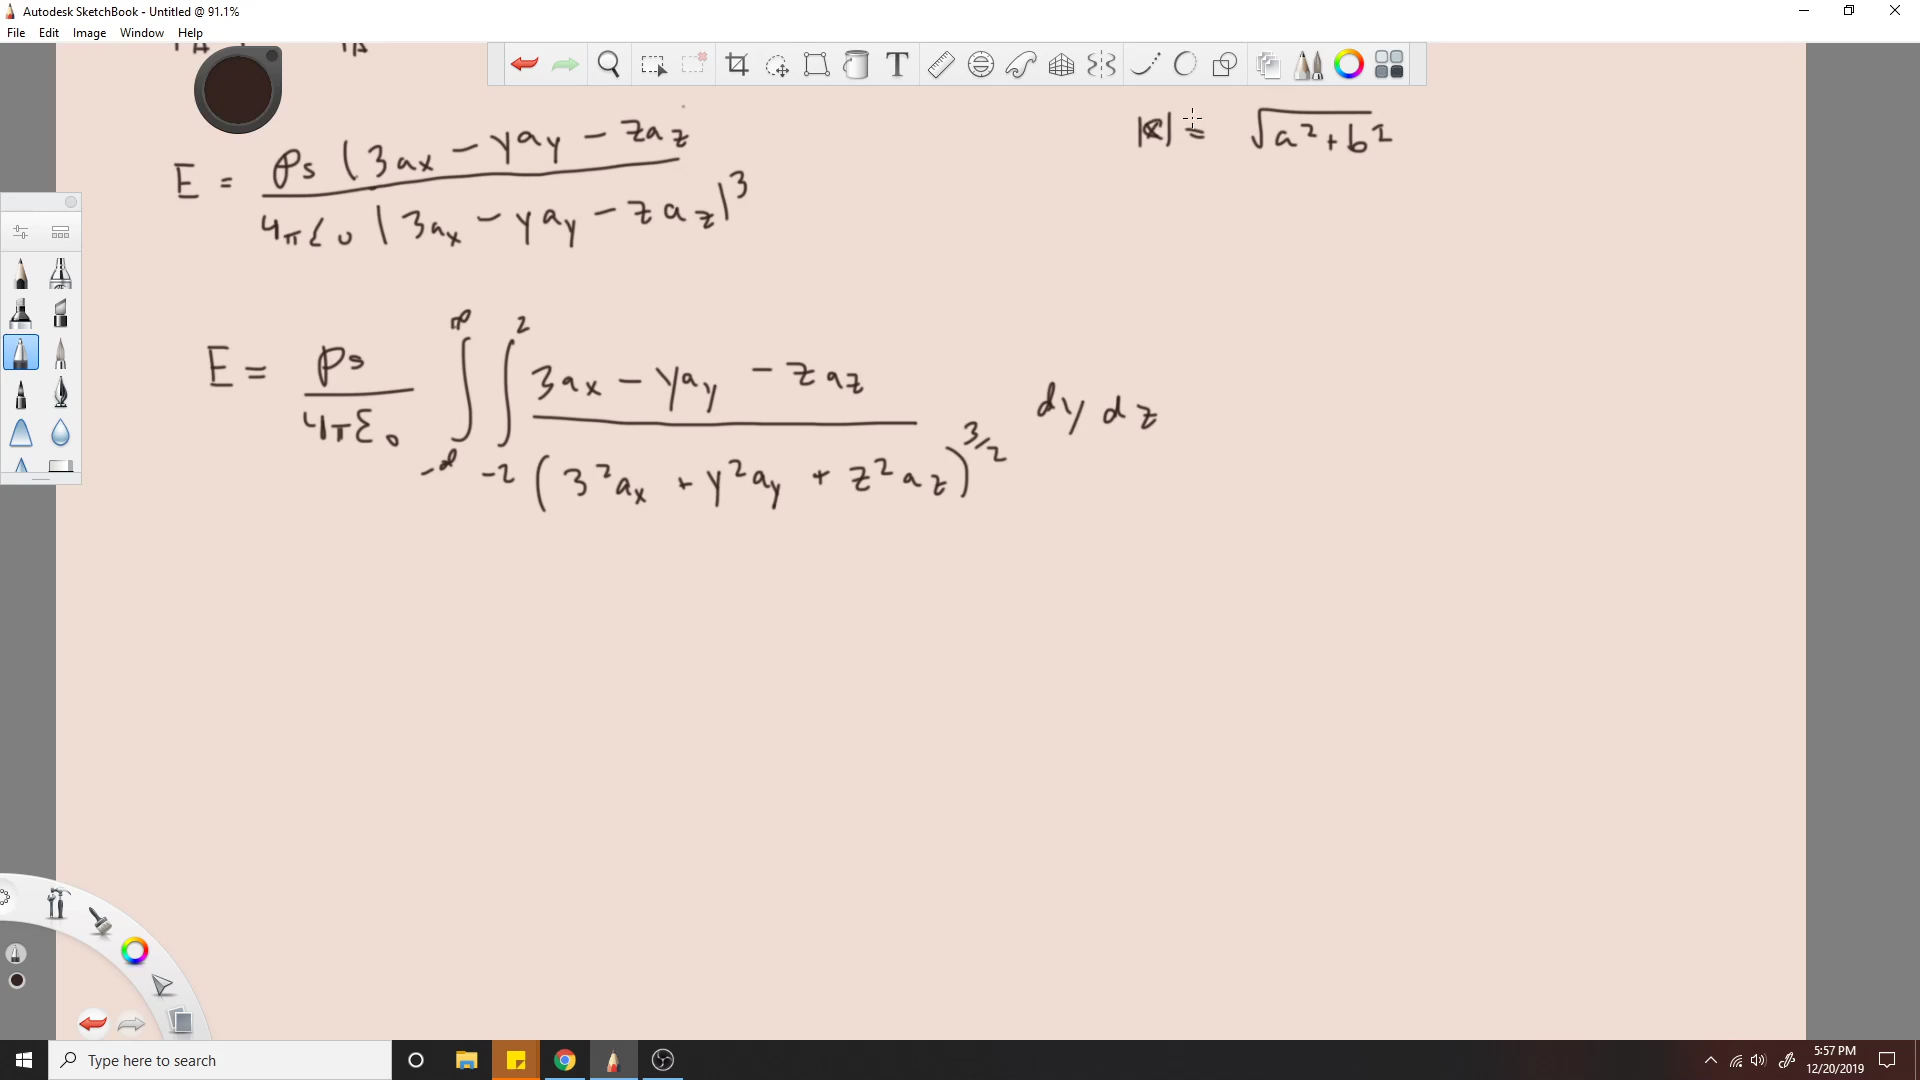 Autodesk SketchBook - Untitled @ 91.1%
File Edit Image Window Help
T
|R| = √a² + b²
E = ρs (3ax - yay - zaz
4πε0 |3ax - yay - zaz|³
E = ρs
4πε0 ∫ ∞ -∞ ∫ 2 -2 3ax - yay - zaz
(3²ax + y²ay + z²az)^3/2 dy dz
Type here to search
5:57 PM
12/20/2019